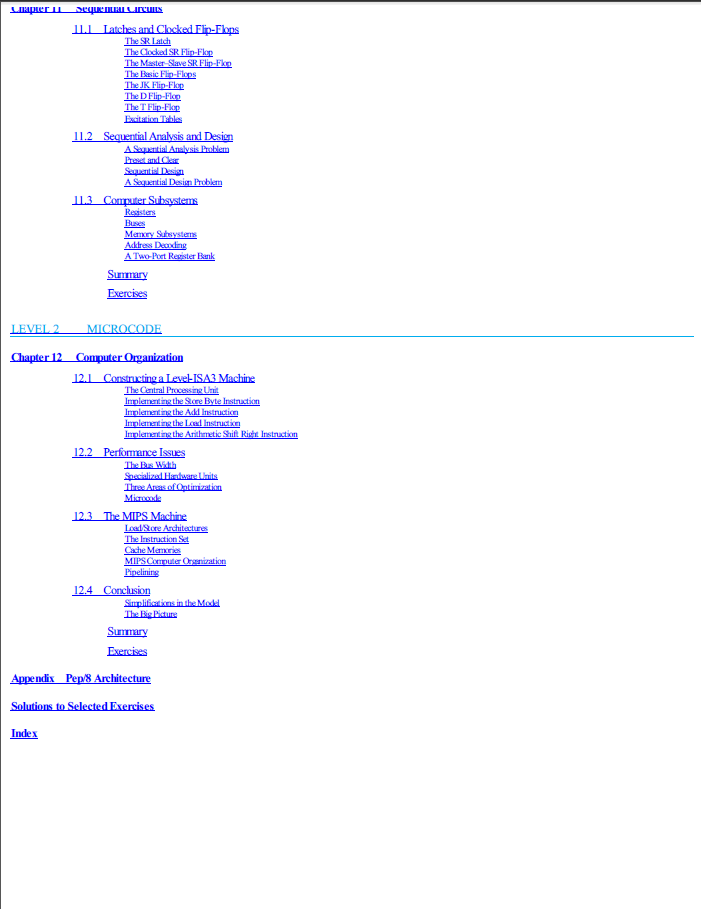 Chapter 11 Sequential Circuits
11.1 Latches and Clocked Flip-Flops
The SR Latch
The Clocked SR Flip-Flop
The Master–Slave SR Flip-Flop
The Basic Flip-Flops
The JK Flip-Flop
The D Flip-Flop
The T Flip-Flop
Excitation Tables
11.2 Sequential Analysis and Design
A Sequential Analysis Problem
Preset and Clear
Sequential Design
A Sequential Design Problem
11.3 Computer Subsystems
Registers
Buses
Memory Subsystems
Address Decoding
A Two-Port Register Bank
Summary
Exercises
LEVEL 2 MICROCODE
Chapter 12 Computer Organization
12.1 Constructing a Level-ISA3 Machine
The Central Processing Unit
Implementing the Store Byte Instruction
Implementing the Add Instruction
Implementing the Load Instruction
Implementing the Arithmetic Shift Right Instruction
12.2 Performance Issues
The Bus Width
Specialized Hardware Units
Three Areas of Optimization
Microcode
12.3 The MIPS Machine
Load/Store Architectures
The Instruction Set
Cache Memories
MIPS Computer Organization
Pipelining
12.4 Conclusion
Simplifications in the Model
The Big Picture
Summary
Exercises
Appendix Pep/8 Architecture
Solutions to Selected Exercises
Index